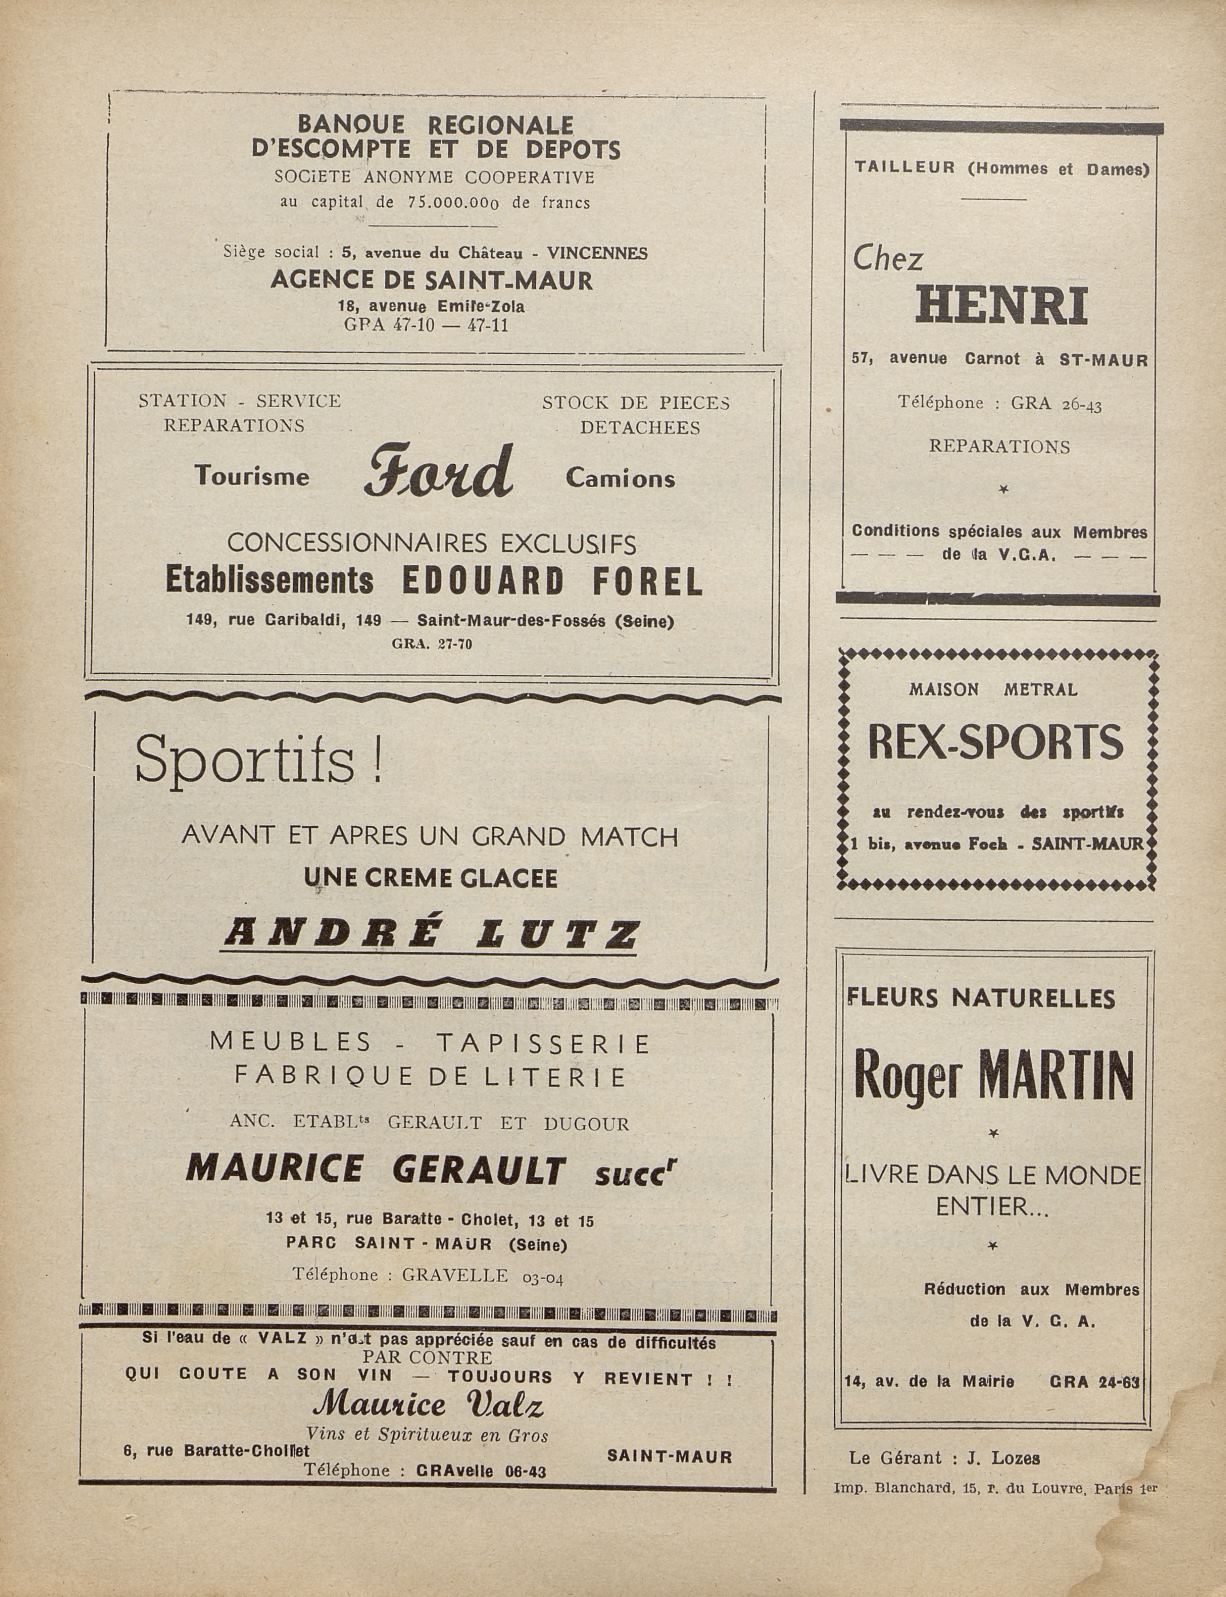 BANQUE REGIONALE
D'ESCOMPTE ET DE DEPOTS
SOCIETE ANONYME COOPERATIVE
au capital de 75.000.000 de francs
Siège social : 5, avenue du Château - VINCENNES
AGENCE DE SAINT-MAUR
18, avenue Emile-Zola
GPA 47-10 — 47-11
STATION - SERVICE
REPARATIONS
STOCK DE PIECES
DETACHEES
Tourisme Ford Camions
CONCESSIONNAIRES EXCLUSIFS
Etablissements EDOUARD FOREL
149, rue Garibaldi, 149 — Saint-Maur-des-Fossés (Seine)
GRA. 27-70
Sportifs !
AVANT ET APRES UN GRAND MATCH
UNE CREME GLACEE
ANDRÉ LUTZ
MEUBLES - TAPISSERIE
FABRIQUE DE LITERIE
ANC. ETABLts GERAULT ET DUGOUR
MAURICE GERAULT succr
13 et 15, rue Baratte - Cholet, 13 et 15
PARC SAINT - MAUR (Seine)
Téléphone : GRAVELLE 03-04
Si l'eau de « VALZ » n'est pas appréciée sauf en cas de difficultés
PAR CONTRE
QUI GOUTE A SON VIN — TOUJOURS Y REVIENT ! !
Maurice Valz
Vins et Spiritueux en Gros
6, rue Baratte-Chollet
SAINT-MAUR
Téléphone : GRAvelle 06-43
TAILLEUR (Hommes et Dames)
Chez
HENRI
57, avenue Carnot à ST-MAUR
Téléphone : GRA 26-43
REPARATIONS
Conditions spéciales aux Membres
— — — de la V.G.A. — — —
MAISON METRAL
REX-SPORTS
au rendez-vous des sportifs
1 bis, avenue Foch - SAINT-MAUR
FLEURS NATURELLES
Roger MARTIN
LIVRE DANS LE MONDE
ENTIER...
Réduction aux Membres
de la V. G. A.
14, av. de la Mairie GRA 24-63
Le Gérant : J. Lozes
Imp. Blanchard, 15, r. du Louvre, Paris 1er